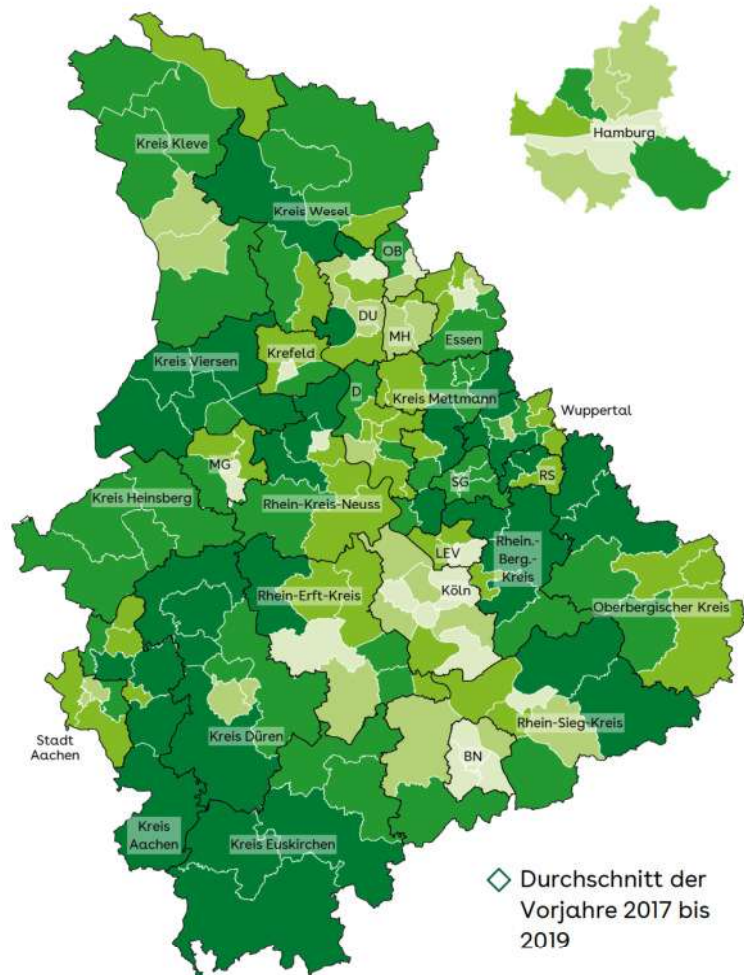 Hamburg
Kreis Kleve
Kreis Wesel
OB
DU
MH
Essen
Krefeld
Kreis Viersen
D
Kreis Mettmann
Wuppertal
MG
SG
RS
Kreis Heinsberg
Rhein-Kreis-Neuss
LEV
Rhein.-
Berg.-
Kreis
Rhein-Erft-Kreis
Köln
Oberbergischer Kreis
Stadt
Aachen
Kreis Düren
Rhein-Sieg-Kreis
BN
Kreis
Aachen
Kreis Euskirchen
Durchschnitt der
Vorjahre 2017 bis
2019